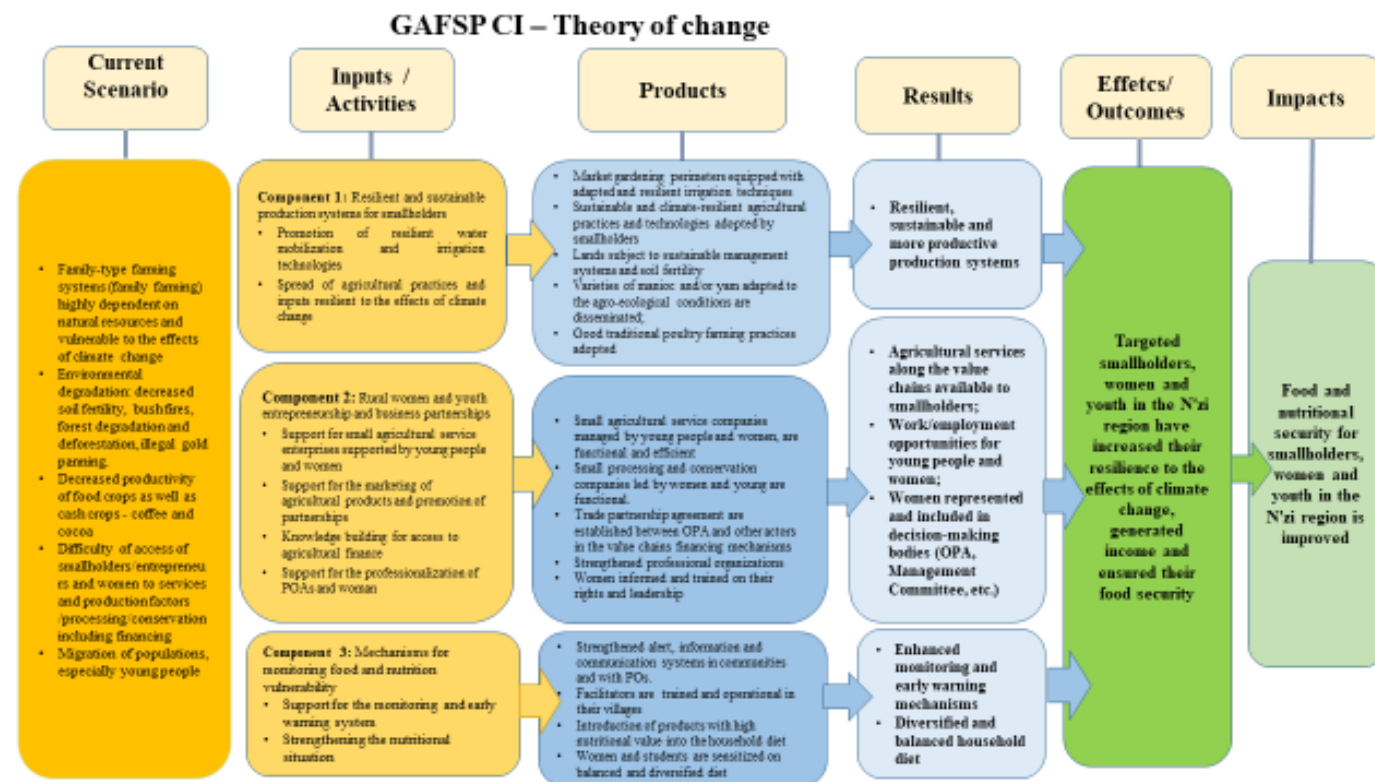 GAFSP CI – Theory of change
Current
Scenario
Inputs /
Activities
Products
Results
Effetcs/
Outcomes
Impacts
• Family-type farming
systems (family farming)
highly dependent on
natural resources and
vulnerable to the effects
of climate change
• Environmental
degradation: decreased
soil fertility, bushfires,
forest degradation and
deforestation, illegal gold
panning.
• Decreased productivity
of food crops as well as
cash crops - coffee and
cocoa
• Difficulty of access of
smallholders/entrepreneu
rs and women to services
and production factors
/processing/conservation
including financing
• Migration of populations,
especially young people
Component 1: Resilient and sustainable
production systems for smallholders
• Promotion of resilient water
mobilization and irrigation
technologies
• Spread of agricultural practices and
inputs resilient to the effects of climate
change
Component 2: Rural women and youth
entrepreneurship and business partnerships
• Support for small agricultural service
enterprises supported by young people
and women
• Support for the marketing of
agricultural products and promotion of
partnerships
• Knowledge building for access to
agricultural finance
• Support for the professionalization of
POAs and woman
Component 3: Mechanisms for
monitoring food and nutrition
vulnerability
• Support for the monitoring and early
warning system
• Strengthening the nutritional
situation
• Market gardening perimeters equipped with
adapted and resilient irrigation techniques
• Sustainable and climate-resilient agricultural
practices and technologies adopted by
smallholders
• Lands subject to sustainable management
systems and soil fertility
• Varieties of manioc and/or yam adapted to
the agro-ecological conditions are
disseminated;
• Good traditional poultry farming practices
adopted
• Small agricultural service companies
managed by young people and women, are
functional and efficient
• Small processing and conservation
companies led by women and young are
functional.
• Trade partnership agreement are
established between OPA and other actors
in the value chains financing mechanisms
• Strengthened professional organizations
• Women informed and trained on their
rights and leadership
• Strengthened alert, information and
communication systems in communities
and with POs.
• Facilitators are trained and operational in
their villages
• Introduction of products with high
nutritional value into the household diet
• Women and students are sensitized on
balanced and diversified diet
• Resilient,
sustainable and
more productive
production systems
• Agricultural services
along the value
chains available to
smallholders;
• Work/employment
opportunities for
young people and
women;
• Women represented
and included in
decision-making
bodies (OPA,
Management
Committee, etc.)
• Enhanced
monitoring and
early warning
mechanisms
• Diversified and
balanced household
diet
Targeted
smallholders,
women and
youth in the N'zi
region have
increased their
resilience to the
effects of climate
change,
generated
income and
ensured their
food security
Food and
nutritional
security for
smallholders,
women and
youth in the
N'zi region is
improved